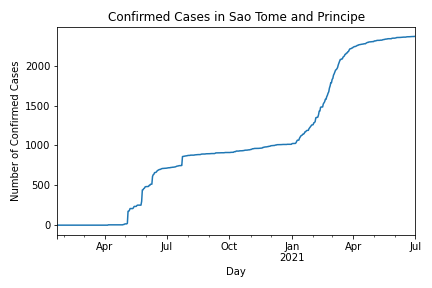 Confirmed Cases in Sao Tome and Principe
Number of Confirmed Cases
2000
1500
1000
500
0
Apr Jul Oct Jan Apr Jul
2021
Day